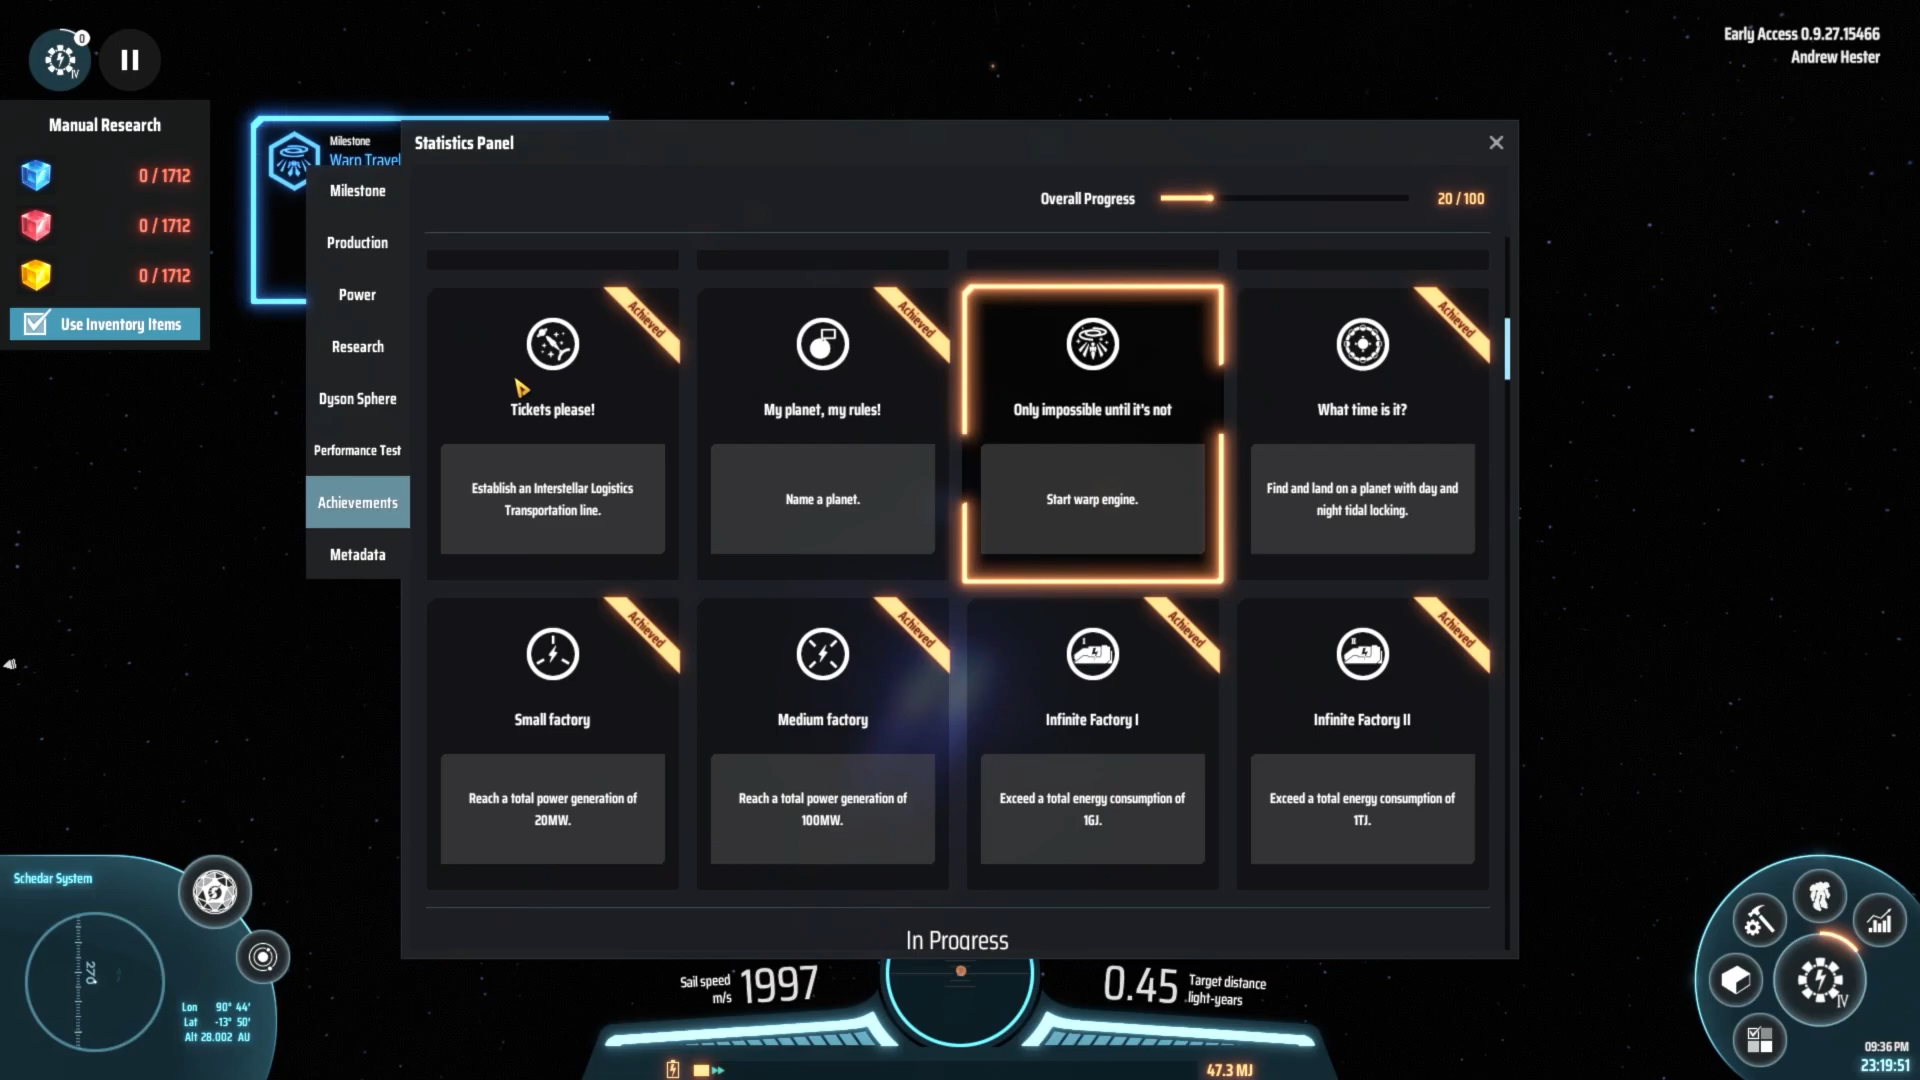 0
IV
Early Access 0.9.27.15466
Andrew Hester
Manual Research
0 / 1712
0 / 1712
0 / 1712
Use Inventory Items
Milestone
Warp Travel
Statistics Panel
Milestone
Production
Power
Research
Dyson Sphere
Performance Test
Achievements
Metadata
Overall Progress
20 / 100
Achieved
Tickets please!
Establish an Interstellar Logistics
Transportation line.
Achieved
My planet, my rules!
Name a planet.
Only impossible until it's not
Start warp engine.
Achieved
What time is it?
Find and land on a planet with day and
night tidal locking.
Achieved
Small factory
Reach a total power generation of
20MW.
Achieved
Medium factory
Reach a total power generation of
100MW.
Achieved
I
Infinite Factory I
Exceed a total energy consumption of
1GJ.
Achieved
II
Infinite Factory II
Exceed a total energy consumption of
1TJ.
In Progress
Schedar System
270
Lon 90° 44'
Lat -13° 50'
Alt 28.002 AU
Sail speed
m/s
1997
0.45
Target distance
light-years
47.3 MJ
IV
09:36 PM
23:19:51